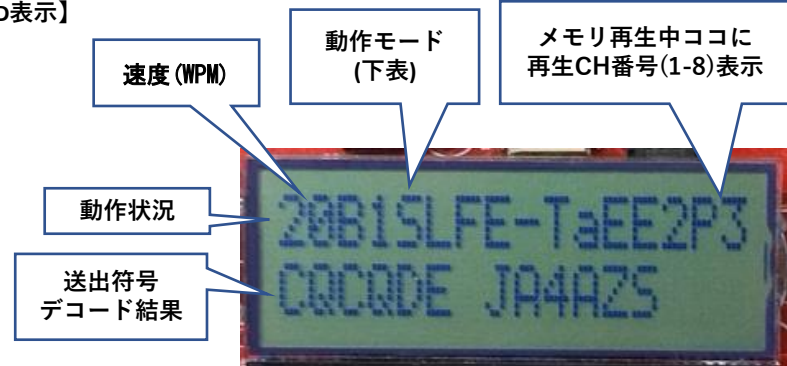 の表示】
速度(WPM)
動作モード
(下表)
メモリ再生中ココに
再生CH番号(1-8)表示
動作状況
20B1SLFE-TaEE2P3
送出符号
デコード結果
CQCQDE JA4AZS